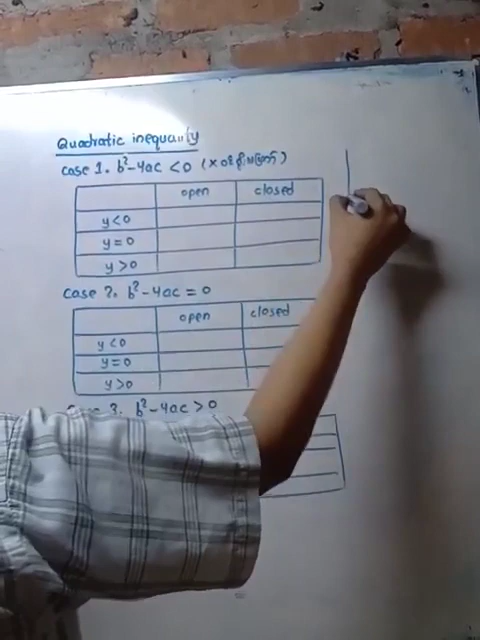 Quadratic inequality
case 1. b²-4ac < 0 (x
open closed
y<0
y=0
y>0
case 2. b²-4ac = 0
open closed
y<0
y=0
y>0
3. b²-4ac > 0